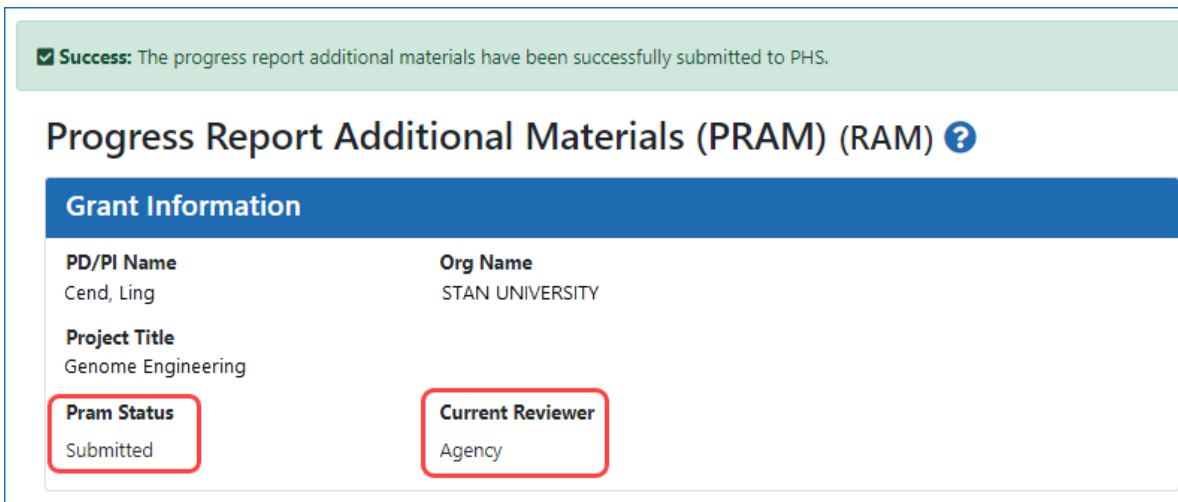 Success: The progress report additional materials have been successfully submitted to PHS.
Progress Report Additional Materials (PRAM) (RAM) ?
Grant Information
PD/PI Name Org Name
Cend, Ling STAN UNIVERSITY
Project Title
Genome Engineering
Pram Status Current Reviewer
Submitted Agency